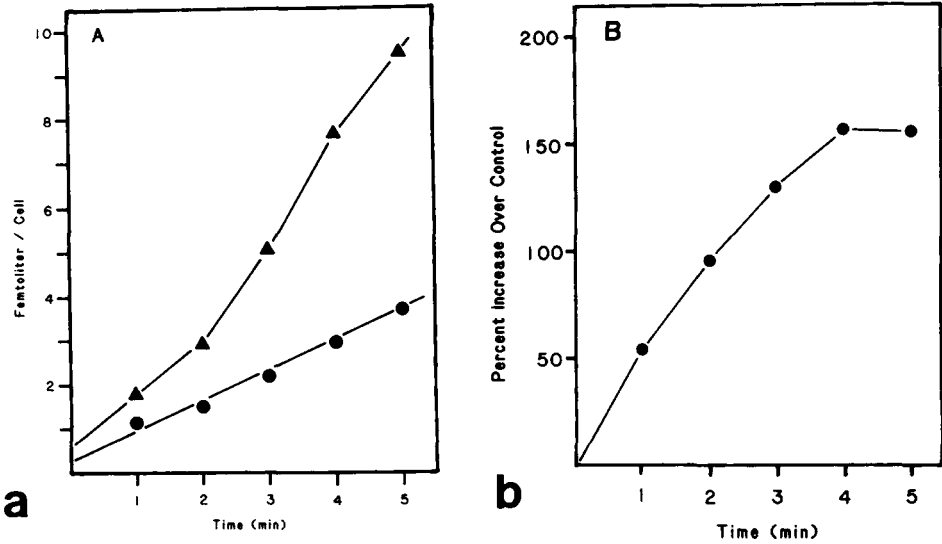 A
10
8
6
4
2
Femtoliter / Cell
1 2 3 4 5
Time (min)
a
B
200
150
100
50
Percent Increase Over Control
1 2 3 4 5
Time (min)
b